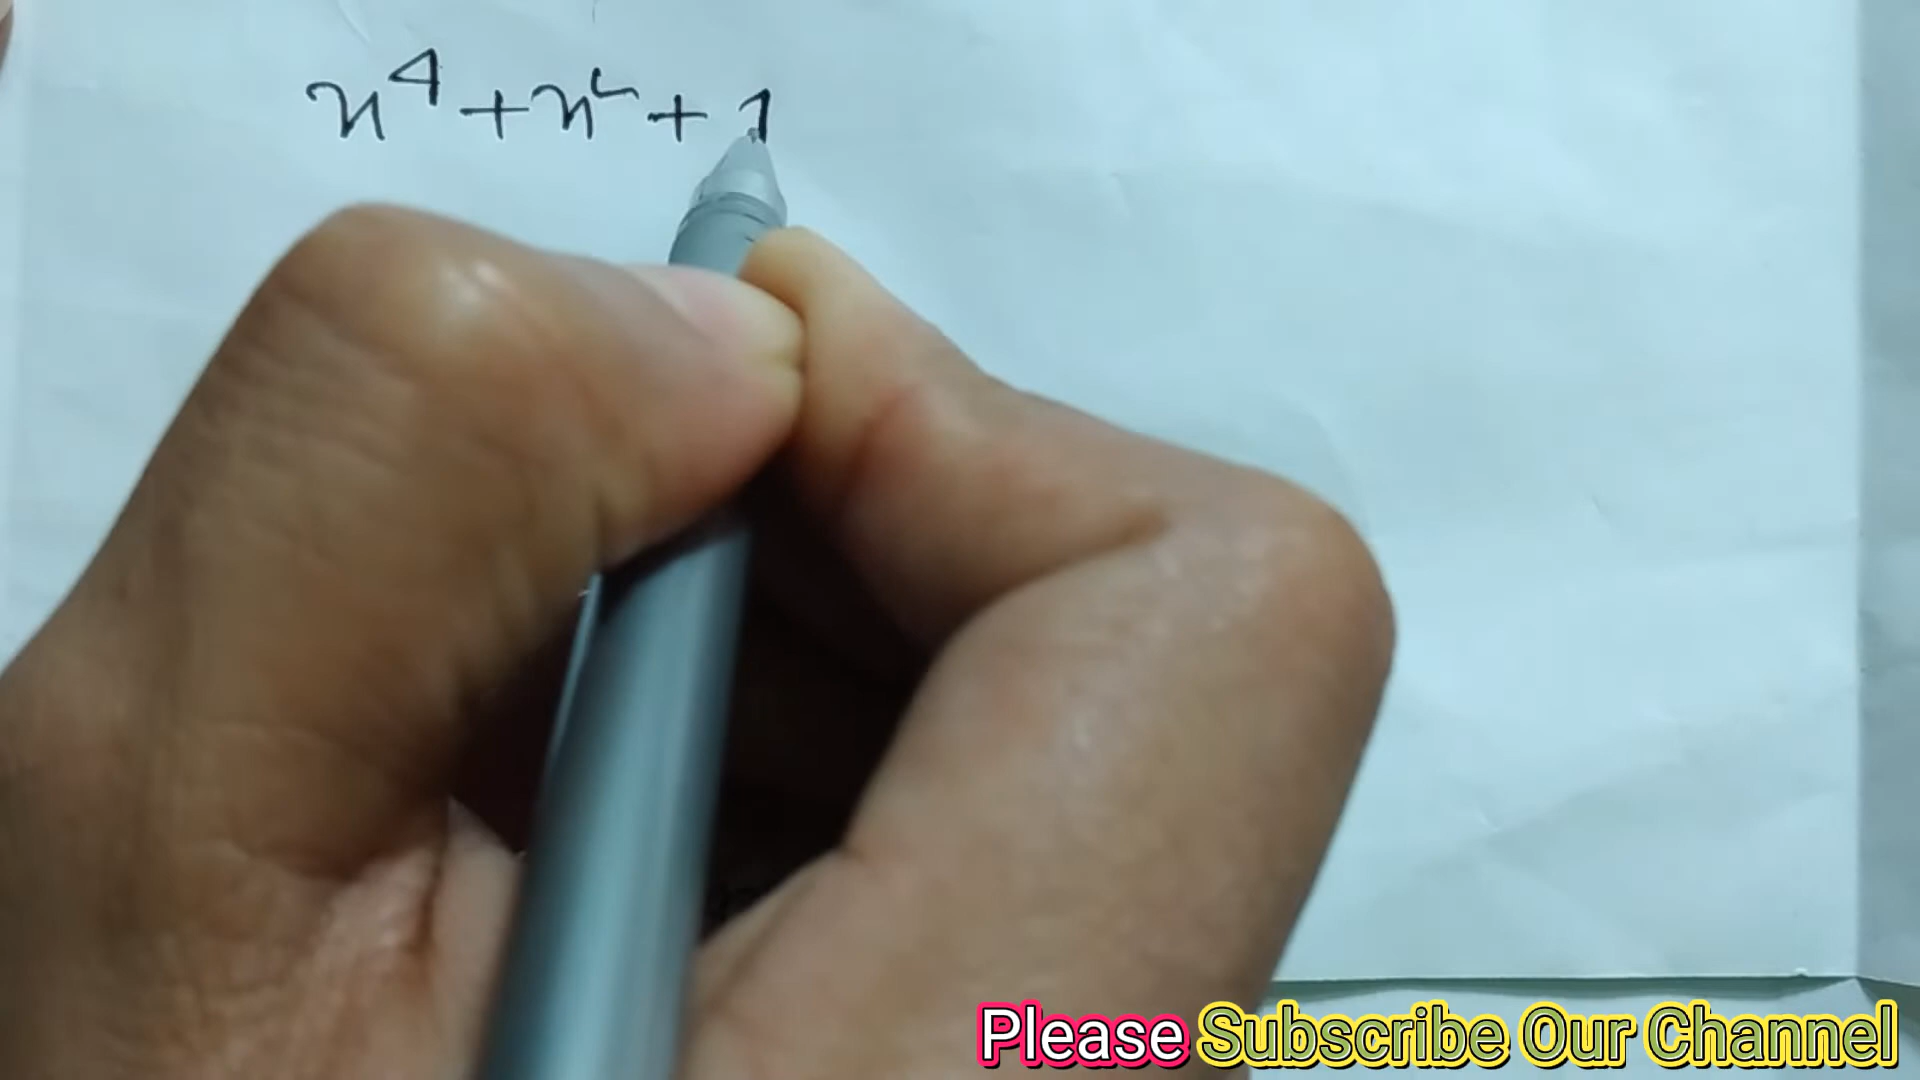 x⁴ + x² + 1
Please Subscribe Our Channel